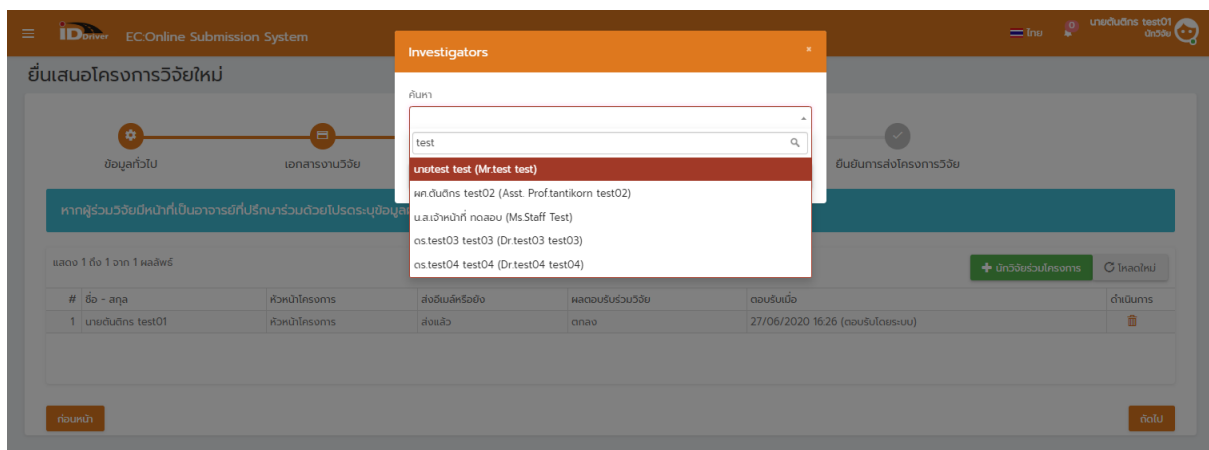 iDDriver EC:Online Submission System
ไทย
0
นายตันติกร test01
นักวิจัย
ยื่นเสนอโครงการวิจัยใหม่
Investigators ×
ค้นหา
test
นายtest test (Mr.test test)
ผศ.ตันติกร test02 (Asst. Prof.tantikorn test02)
น.ส.เจ้าหน้าที่ ทดสอบ (Ms.Staff Test)
ดร.test03 test03 (Dr.test03 test03)
ดร.test04 test04 (Dr.test04 test04)
ข้อมูลทั่วไป
เอกสารงานวิจัย
ยืนยันการส่งโครงการวิจัย
หากผู้ร่วมวิจัยมีหน้าที่เป็นอาจารย์ที่ปรึกษาร่วมด้วยโปรดระบุข้อมูล
แสดง 1 ถึง 1 จาก 1 ผลลัพธ์
+ นักวิจัยร่วมโครงการ
โหลดใหม่
# ชื่อ - สกุล หัวหน้าโครงการ ส่งอีเมล์หรือยัง ผลตอบรับร่วมวิจัย ตอบรับเมื่อ ดำเนินการ
1 นายตันติกร test01 หัวหน้าโครงการ ส่งแล้ว ตกลง 27/06/2020 16:26 (ตอบรับโดยระบบ)
ก่อนหน้า
ถัดไป